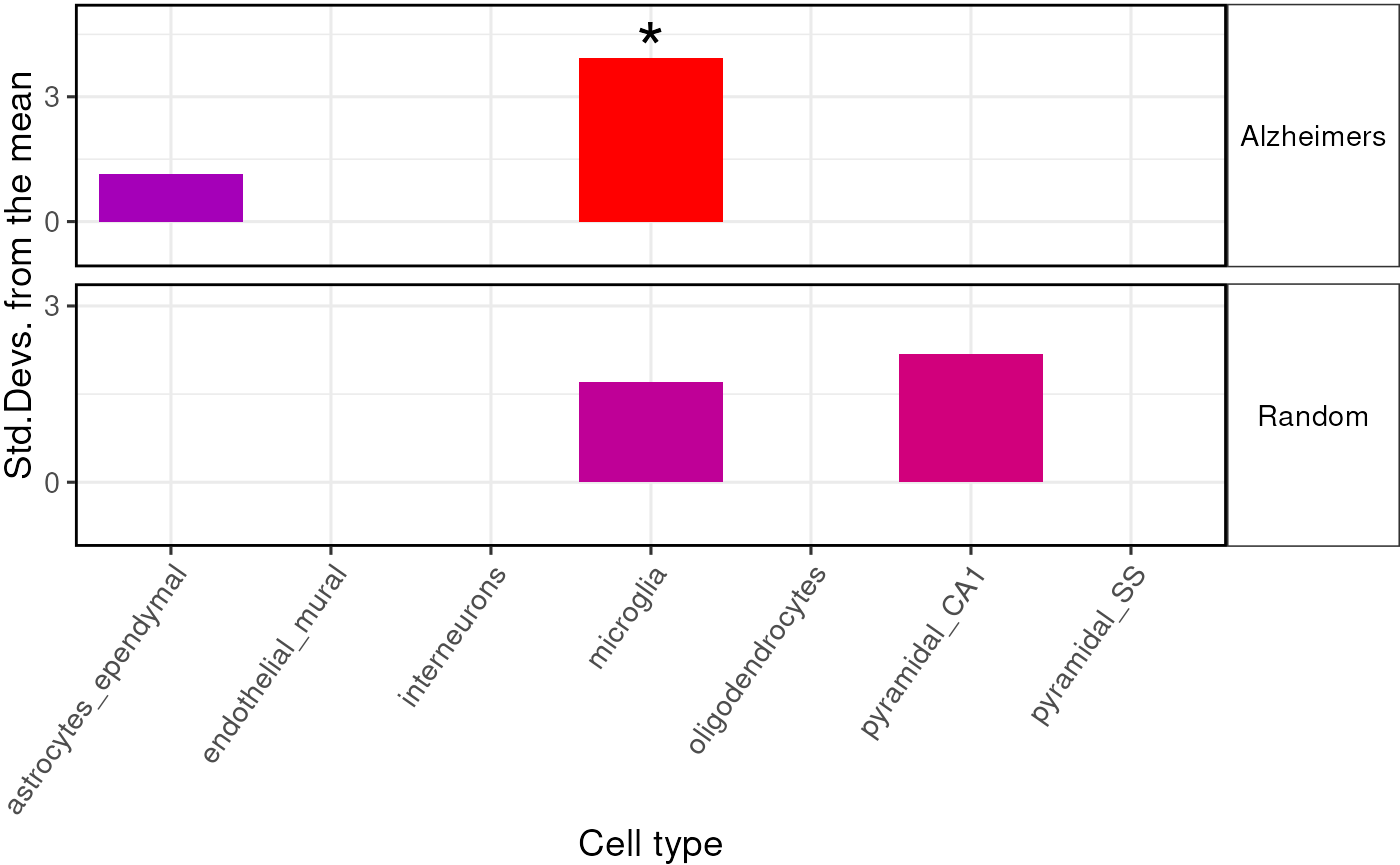 Std.Devs. from the mean
3
0
*
Alzheimers
3
0
Random
astrocytes_ependymal
endothelial_mural
interneurons
microglia
oligodendrocytes
pyramidal_CA1
pyramidal_SS
Cell type